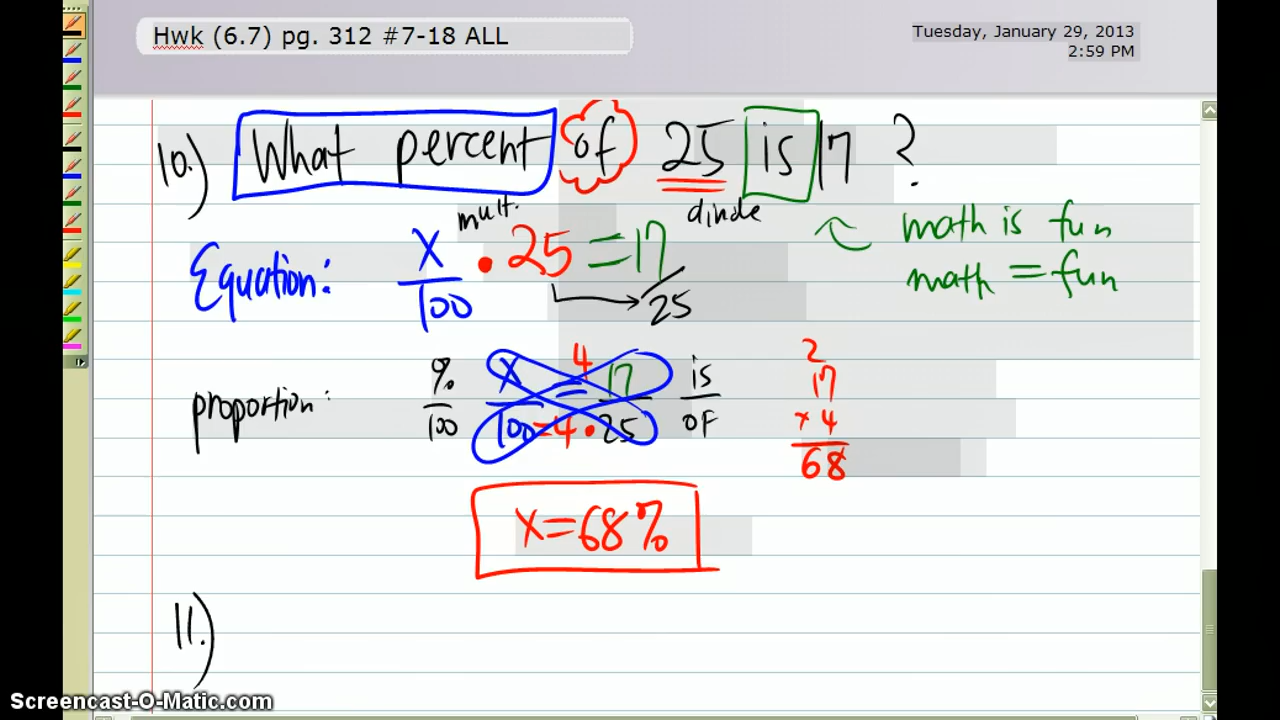 Hwk (6.7) pg. 312 #7-18 ALL
Tuesday, January 29, 2013
2:59 PM
10.) What percent of 25 is 17 ?
mult.
divide
math is fun
Equation: x/100 • 25 = 17/25
math = fun
proportion: %/100 x/100 = 17/25 is/OF
4
= 4 •
2
17
× 4
68
x = 68%
11.)
Screencast-O-Matic.com